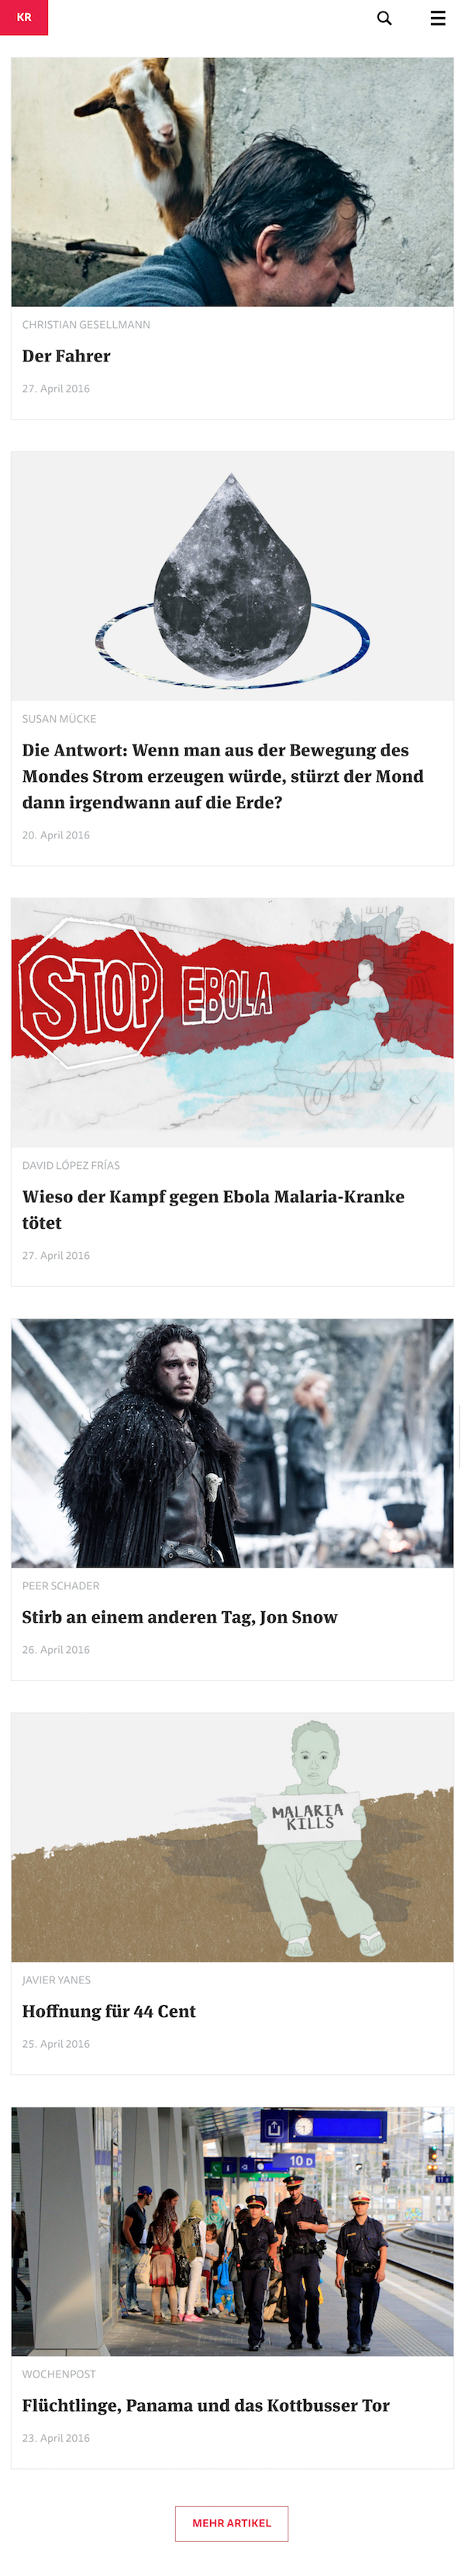 KR
CHRISTIAN GESELLMANN
Der Fahrer
27. April 2016
SUSAN MÜCKE
Die Antwort: Wenn man aus der Bewegung des
Mondes Strom erzeugen würde, stürzt der Mond
dann irgendwann auf die Erde?
20. April 2016
STOP EBOLA
DAVID LÓPEZ FRÍAS
Wieso der Kampf gegen Ebola Malaria-Kranke
tötet
27. April 2016
PEER SCHADER
Stirb an einem anderen Tag, Jon Snow
26. April 2016
MALARIA
KILLS
JAVIER YANES
Hoffnung für 44 Cent
25. April 2016
10 D
WOCHENPOST
Flüchtlinge, Panama und das Kottbusser Tor
23. April 2016
MEHR ARTIKEL